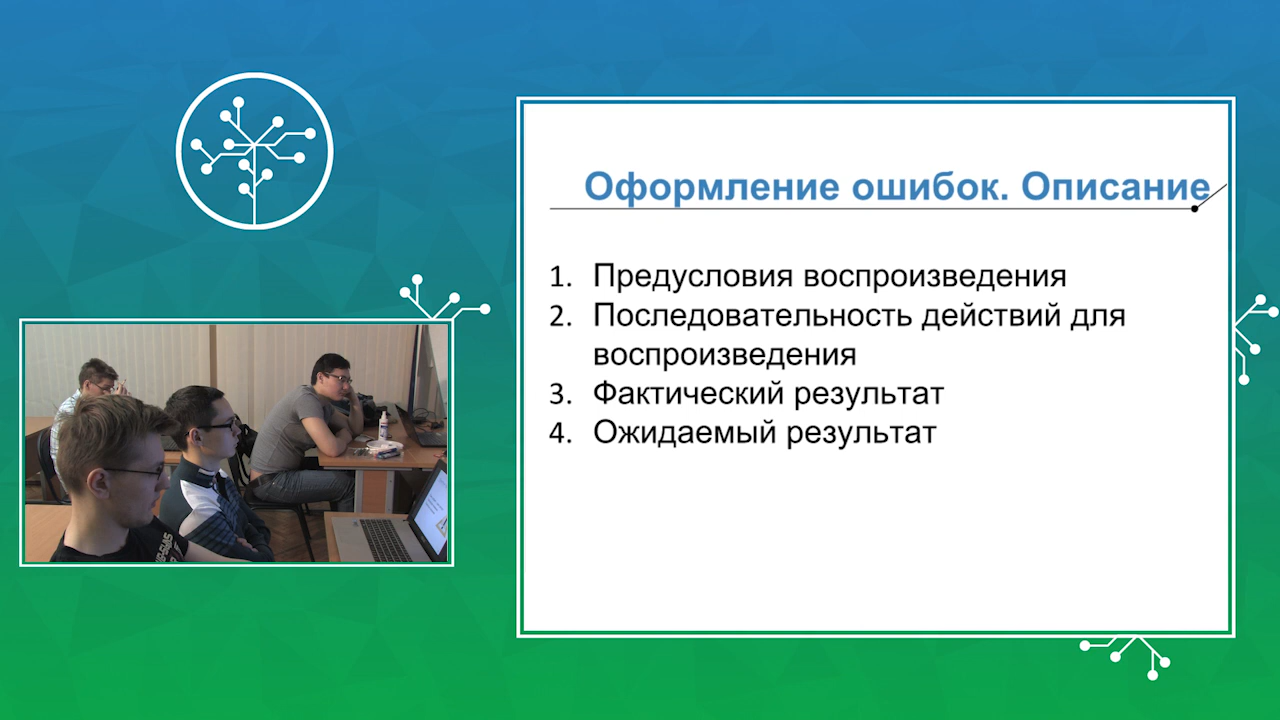 Оформление ошибок. Описание
1. Предусловия воспроизведения
2. Последовательность действий для
воспроизведения
3. Фактический результат
4. Ожидаемый результат